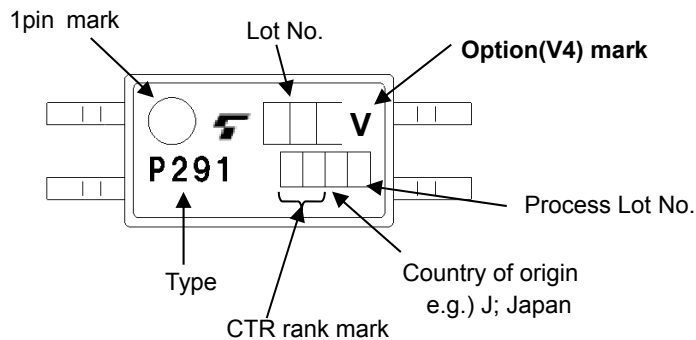 1pin mark
Lot No.
Option(V4) mark
V
P291
Process Lot No.
Type
Country of origin
e.g.) J; Japan
CTR rank mark